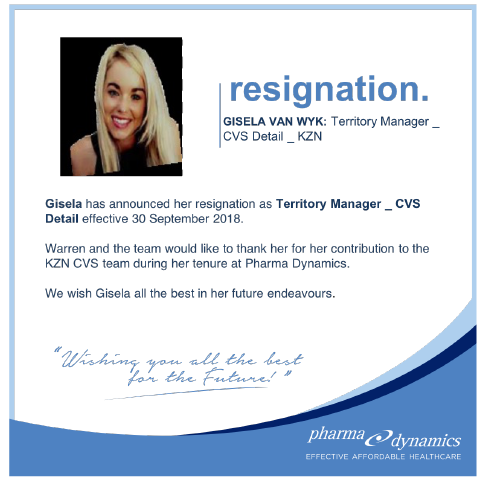 resignation.
GISELA VAN WYK: Territory Manager _
CVS Detail _ KZN
Gisela has announced her resignation as Territory Manager _ CVS
Detail effective 30 September 2018.
Warren and the team would like to thank her for her contribution to the
KZN CVS team during her tenure at Pharma Dynamics.
We wish Gisela all the best in her future endeavours.
"Wishing you all the best
for the Future! "
pharma dynamics
EFFECTIVE AFFORDABLE HEALTHCARE